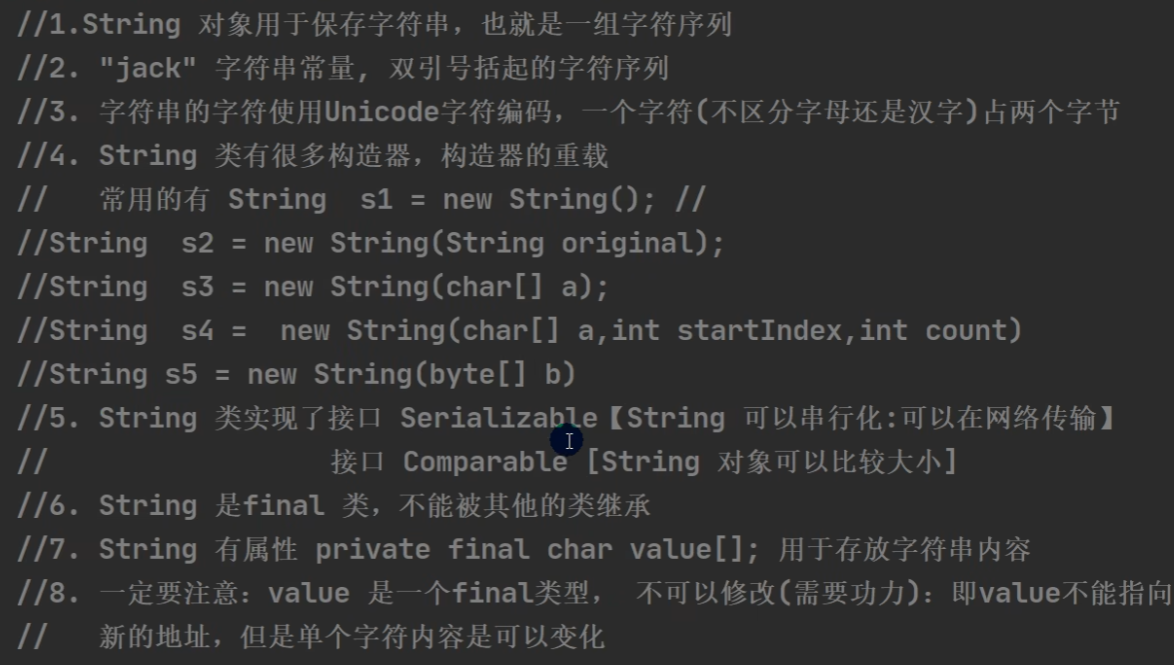 //1.String 对象用于保存字符串，也就是一组字符序列
//2. "jack" 字符串常量, 双引号括起的字符序列
//3. 字符串的字符使用Unicode字符编码，一个字符(不区分字母还是汉字)占两个字节
//4. String 类有很多构造器，构造器的重载
//   常用的有 String  s1 = new String(); //
//String  s2 = new String(String original);
//String  s3 = new String(char[] a);
//String  s4 =  new String(char[] a,int startIndex,int count)
//String s5 = new String(byte[] b)
//5. String 类实现了接口 Serializable【String 可以串行化:可以在网络传输】
//                 接口 Comparable [String 对象可以比较大小]
//6. String 是final 类，不能被其他的类继承
//7. String 有属性 private final char value[]; 用于存放字符串内容
//8. 一定要注意：value 是一个final类型， 不可以修改(需要功力)：即value不能指向
//   新的地址，但是单个字符内容是可以变化